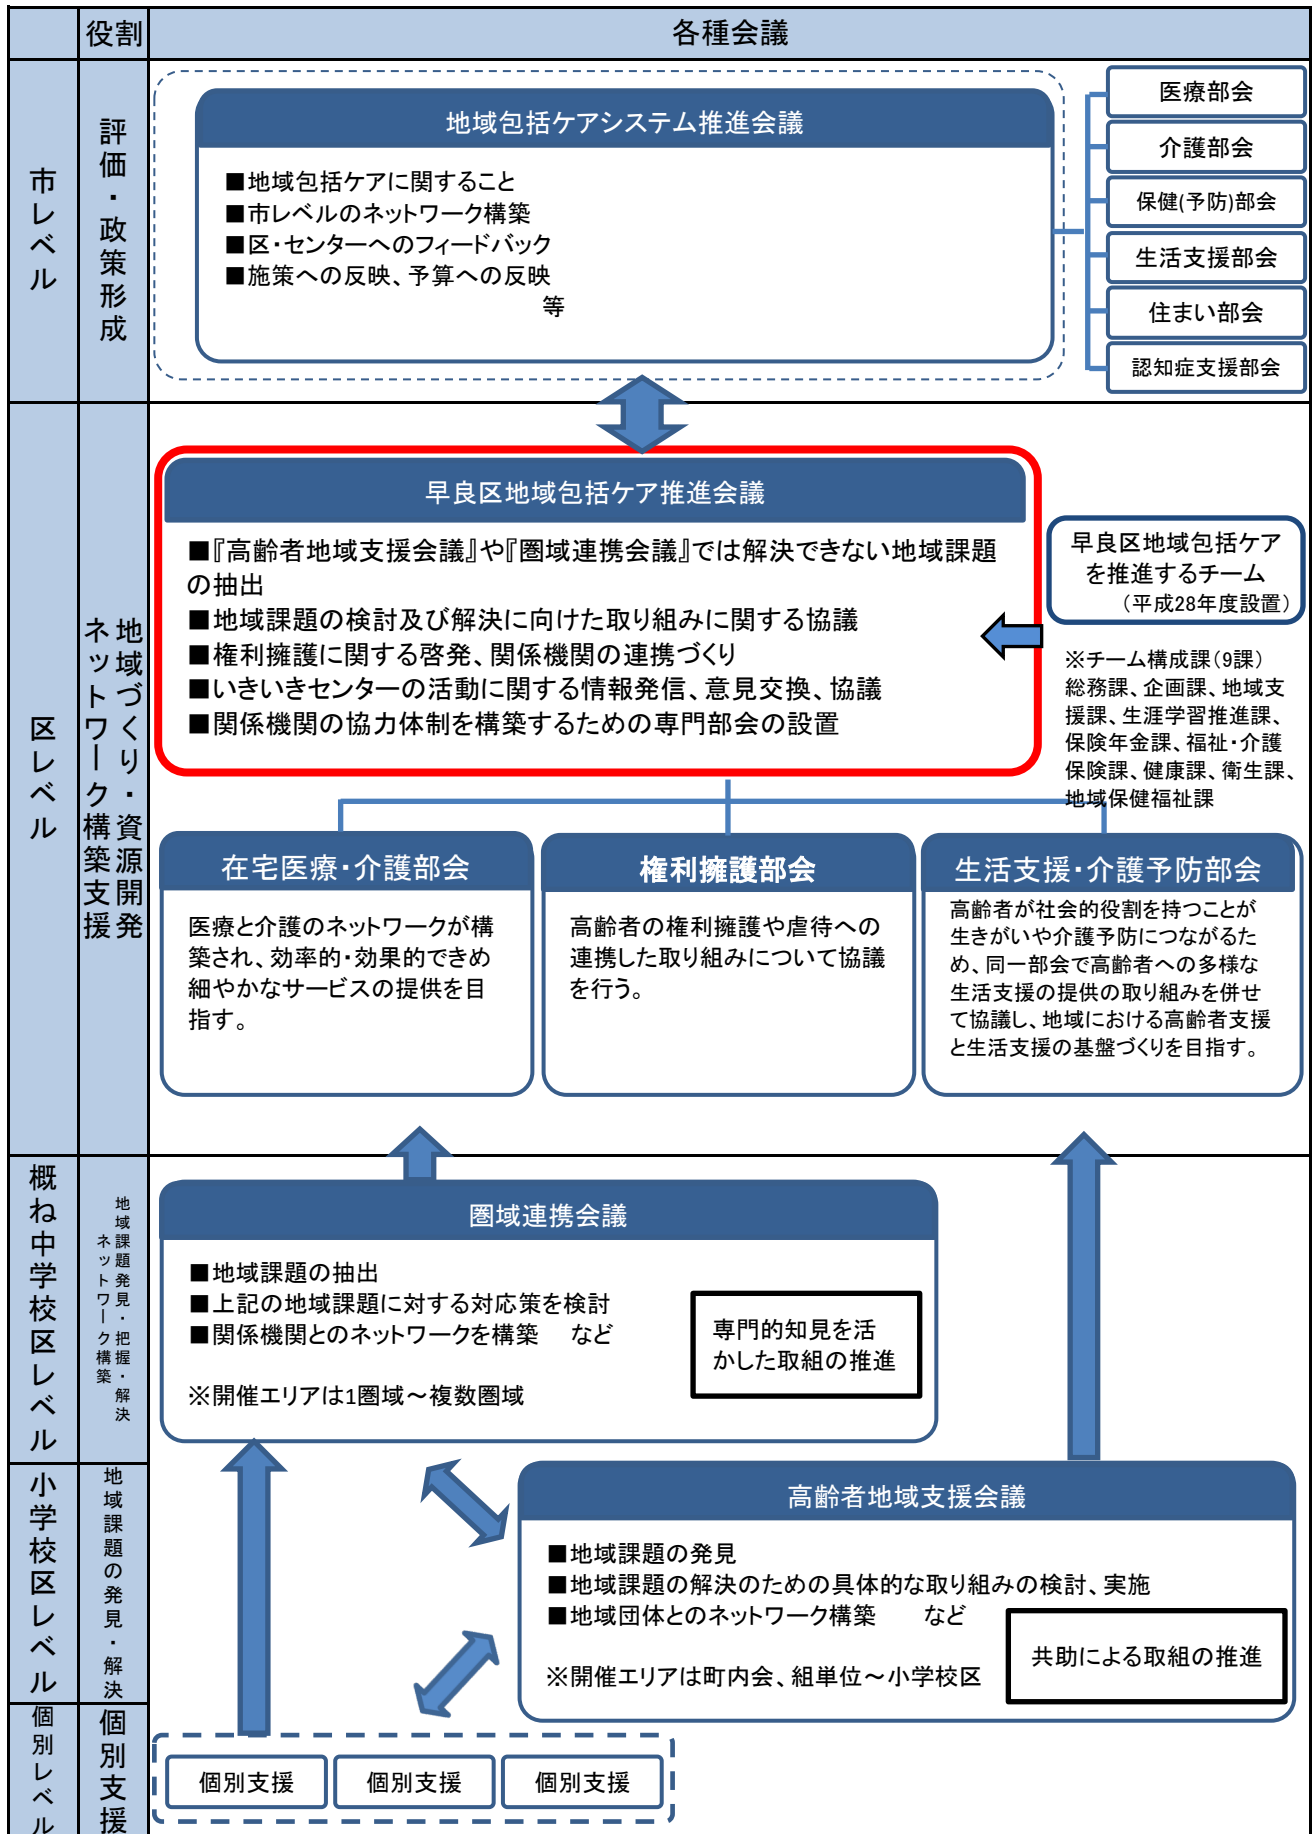 役割
各種会議
市レベル
評価・政策形成
地域包括ケアシステム推進会議
■地域包括ケアに関すること
■市レベルのネットワーク構築
■区・センターへのフィードバック
■施策への反映、予算への反映
等
医療部会
介護部会
保健(予防)部会
生活支援部会
住まい部会
認知症支援部会
区レベル
地域づくり・資源開発
ネットワーク構築支援
早良区地域包括ケア推進会議
■『高齢者地域支援会議』や『圏域連携会議』では解決できない地域課題
の抽出
■地域課題の検討及び解決に向けた取り組みに関する協議
■権利擁護に関する啓発、関係機関の連携づくり
■いきいきセンターの活動に関する情報発信、意見交換、協議
■関係機関の協力体制を構築するための専門部会の設置
早良区地域包括ケア
を推進するチーム
（平成28年度設置）
※チーム構成課（9課）
総務課、企画課、地域支
援課、生涯学習推進課、
保険年金課、福祉・介護
保険課、健康課、衛生課、
地域保健福祉課
在宅医療・介護部会
医療と介護のネットワークが構
築され、効率的・効果的できめ
細やかなサービスの提供を目
指す。
権利擁護部会
高齢者の権利擁護や虐待への
連携した取り組みについて協議
を行う。
生活支援・介護予防部会
高齢者が社会的役割を持つことが
生きがいや介護予防につながるた
め、同一部会で高齢者への多様な
生活支援の提供の取り組みを併せ
て協議し、地域における高齢者支援
と生活支援の基盤づくりを目指す。
概ね中学校区レベル
地域課題発見・把握・解決
ネットワーク構築
圏域連携会議
■地域課題の抽出
■上記の地域課題に対する対応策を検討
■関係機関とのネットワークを構築　など
※開催エリアは1圏域～複数圏域
専門的知見を活
かした取組の推進
小学校区レベル
地域課題の発見・解決
高齢者地域支援会議
■地域課題の発見
■地域課題の解決のための具体的な取り組みの検討、実施
■地域団体とのネットワーク構築　　など
※開催エリアは町内会、組単位～小学校区
共助による取組の推進
個別レベル
個別支援
個別支援
個別支援
個別支援